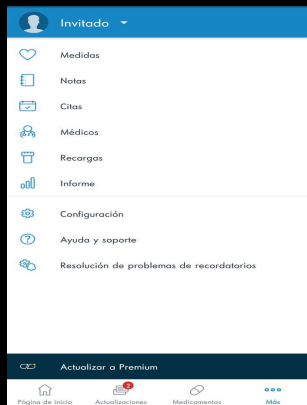 Invitado
Medidas
Notas
Citas
Médicos
Recargas
Informe
Configuración
Ayuda y soporte
Resolución de problemas de recordatorios
Actualizar a Premium
2
Página de inicio
Actualizaciones
Medicamentos
Más